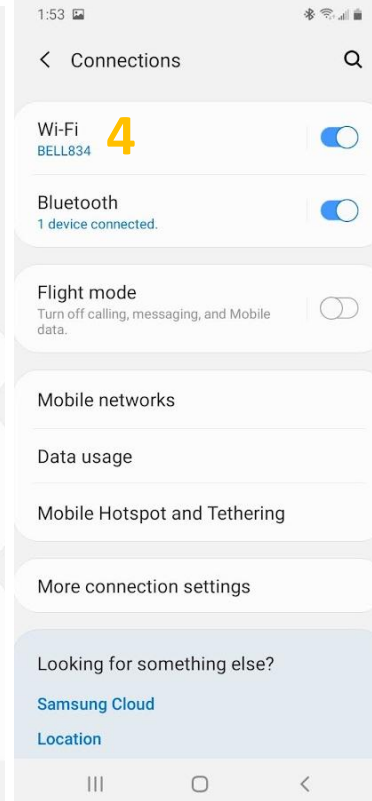 1:53
Connections
Wi-Fi 4
BELL834
Bluetooth
1 device connected.
Flight mode
Turn off calling, messaging, and Mobile
data.
Mobile networks
Data usage
Mobile Hotspot and Tethering
More connection settings
Looking for something else?
Samsung Cloud
Location